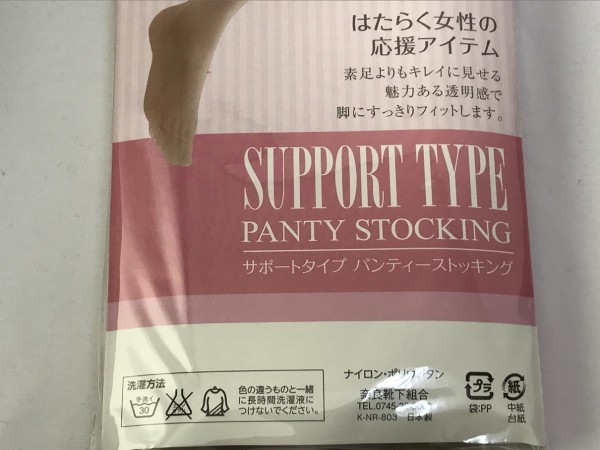 はたらく女性の
応援アイテム
素足よりもキレイに見せる
魅力ある透明感で
脚にすっきりフィットします。
SUPPORT TYPE
PANTY STOCKING
サポートタイプ パンティーストッキング
洗濯方法
手洗イ
30
色の違うものと一緒
に長時間洗濯液に
つけないでください。
ナイロン・ポリウレタン
奈良靴下組合
TEL.0745-
K-NR-803 日本製
プラ
袋:PP
紙
中紙
台紙